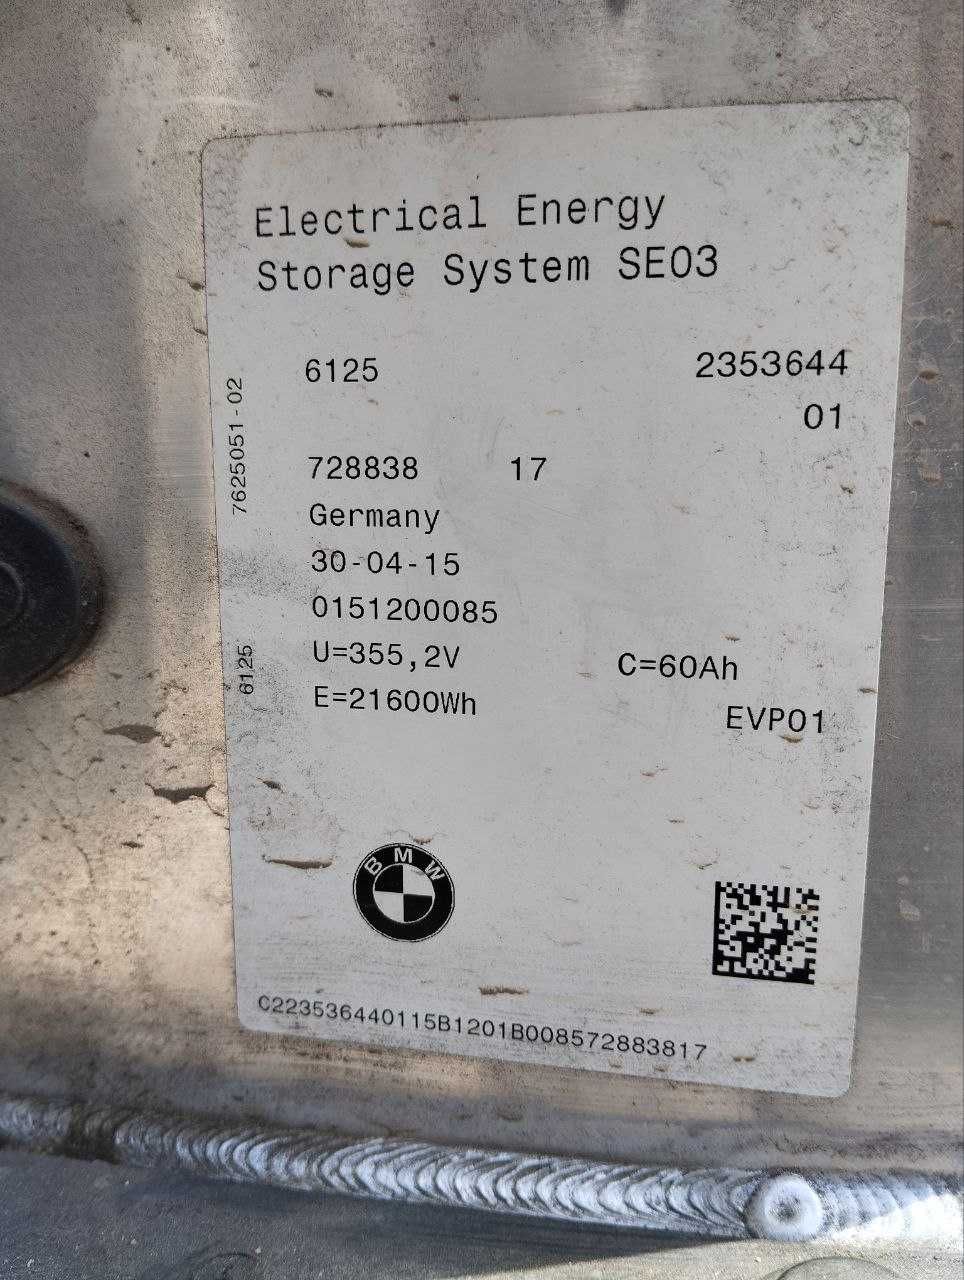 Electrical Energy
Storage System SE03
6125 2353644
01
7625051-02
728838 17
Germany
30-04-15
0151200085
6125
U=355,2V C=60Ah
E=21600Wh EVP01
BMW
C223536440115B1201B008572883817